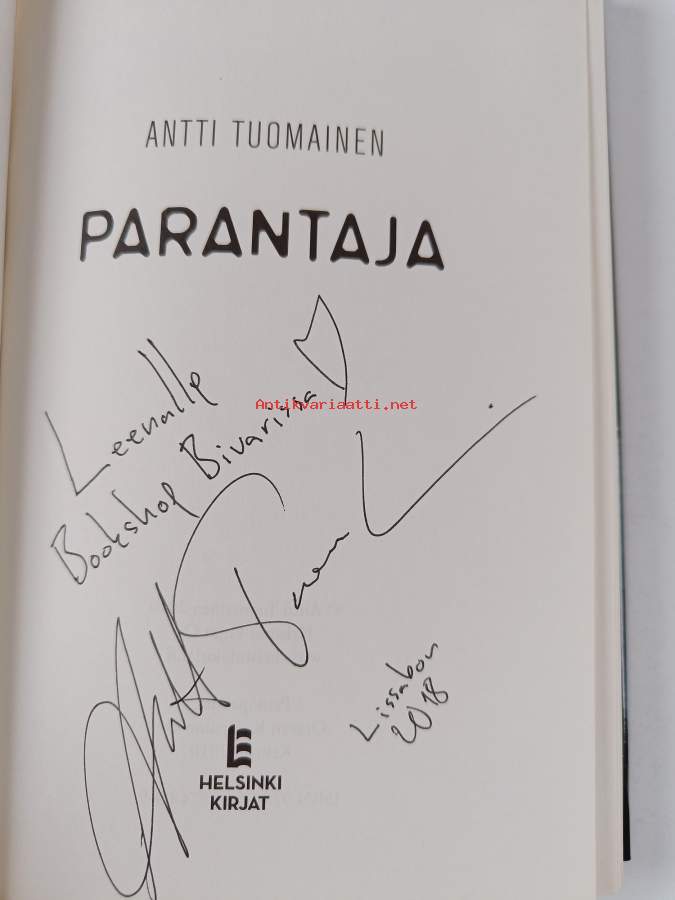 ANTTI TUOMAINEN
PARANTAJA
Leenalle
Antikvariaatti.net
Bookshop Bivarissa
Lissabon
2018
HELSINKI
KIRJAT